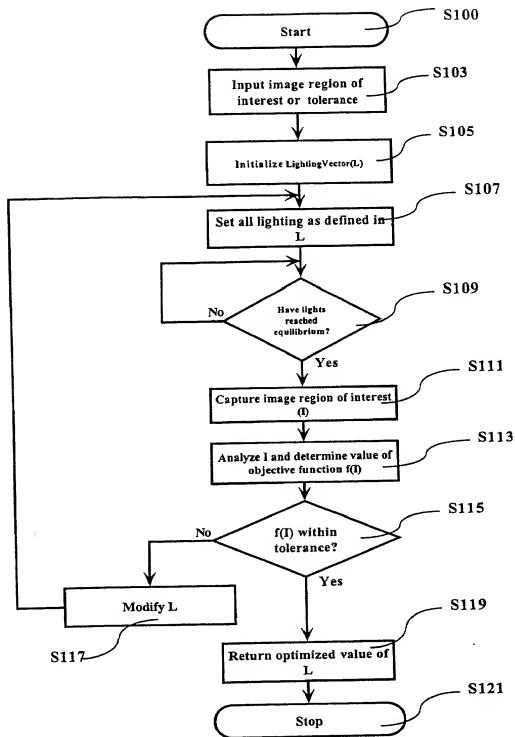 S100
Start
S103
Input image region of
interest or tolerance
S105
Initialize LightingVector(L)
S107
Set all lighting as defined in
L
S109
Have lights
reached
equilibrium?
No
Yes
S111
Capture image region of interest
(I)
S113
Analyze I and determine value of
objective function f(I)
S115
f(I) within
tolerance?
No
Yes
Modify L
S117
S119
Return optimized value of
L
S121
Stop